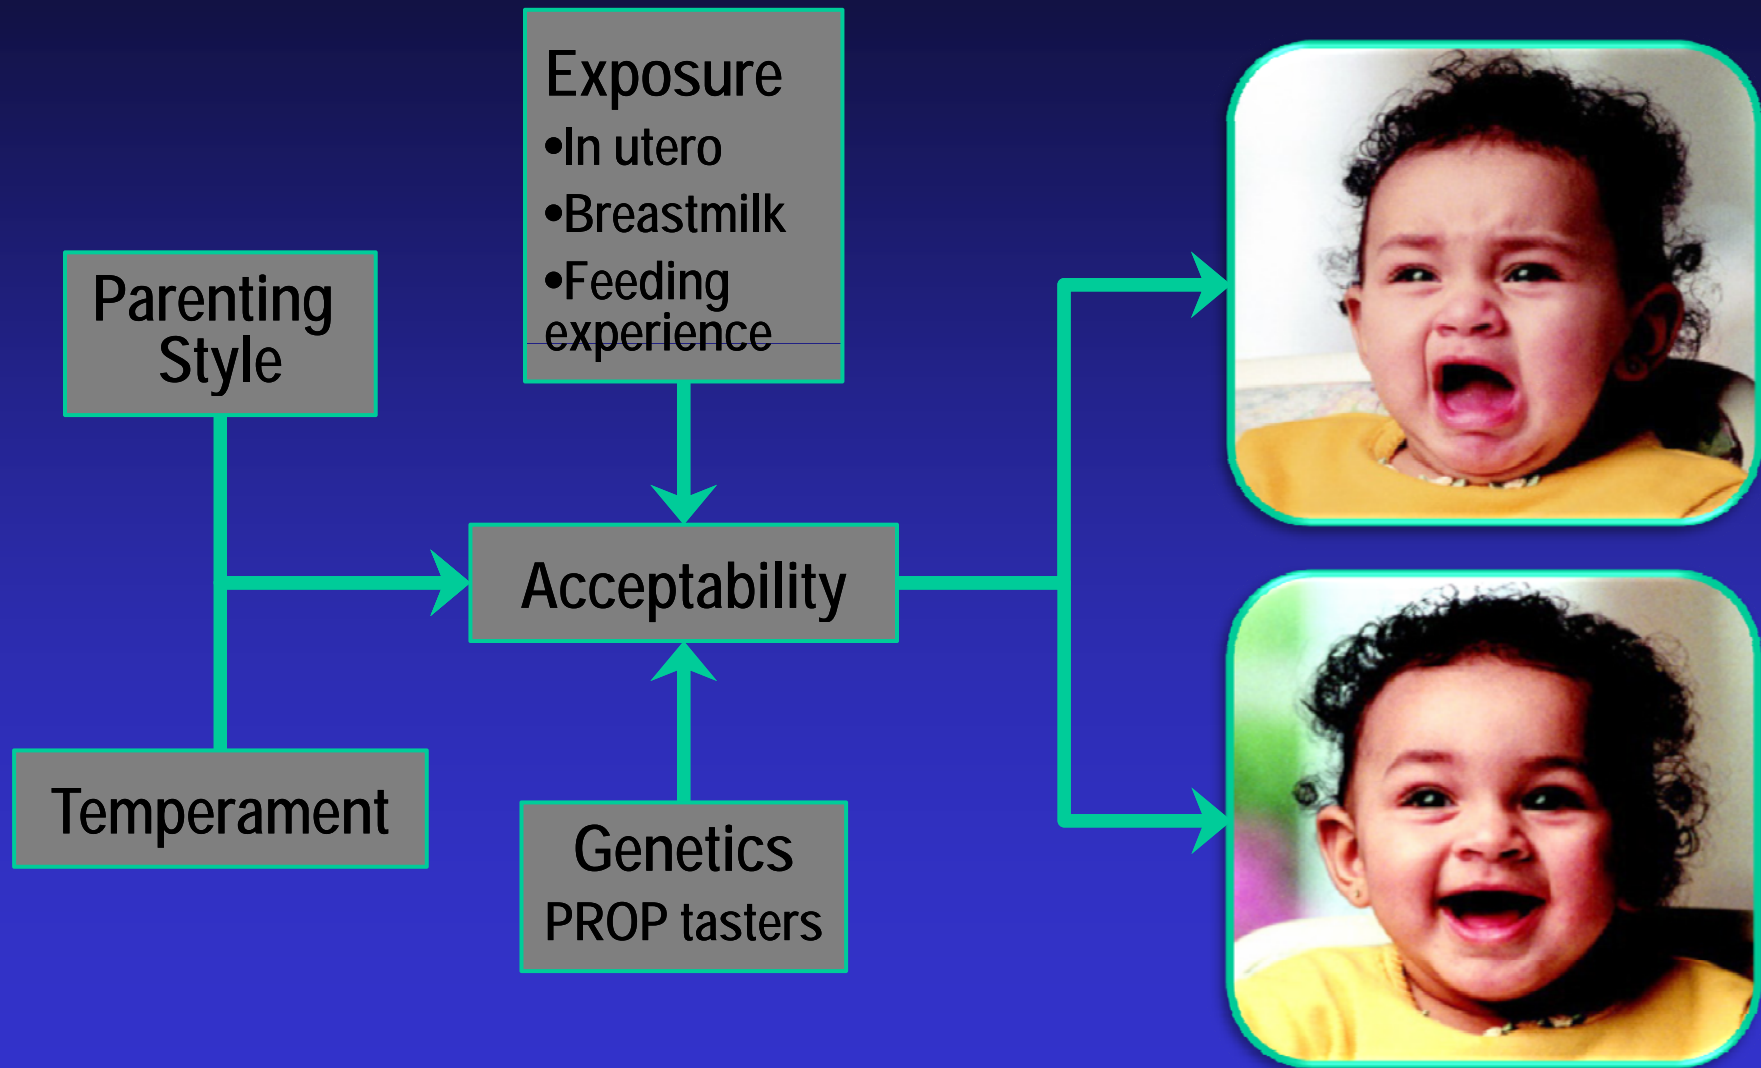 Exposure
•In utero
•Breastmilk
•Feeding
experience
Parenting
Style
Acceptability
Temperament
Genetics
PROP tasters